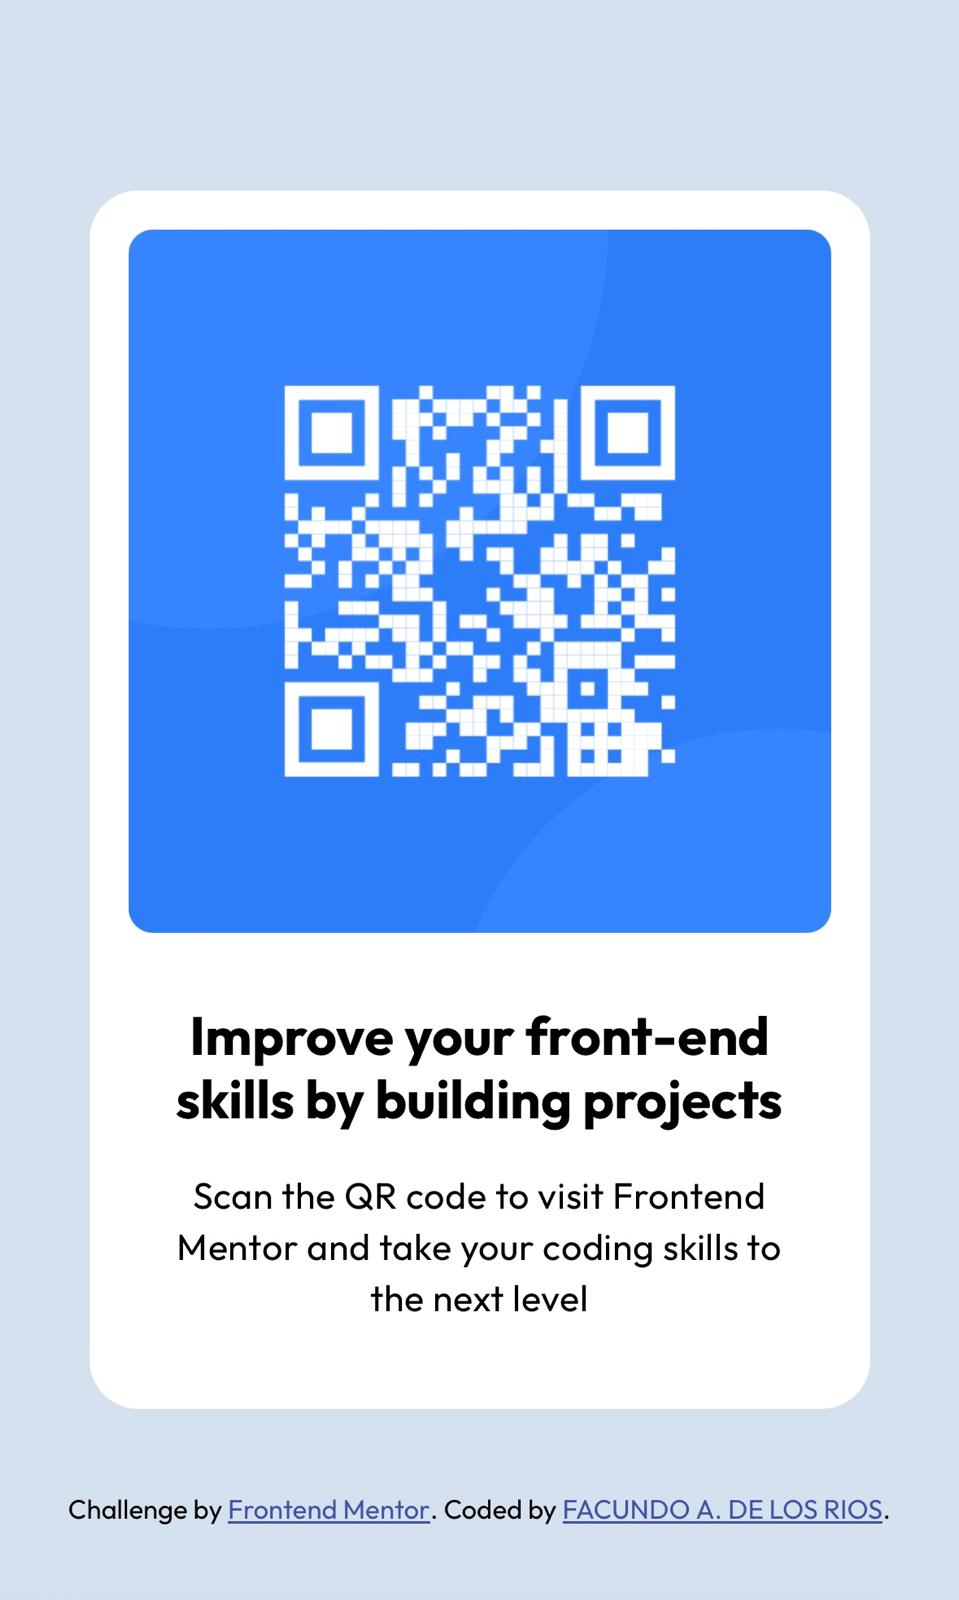 Improve your front-end
skills by building projects
Scan the QR code to visit Frontend
Mentor and take your coding skills to
the next level
Challenge by Frontend Mentor. Coded by FACUNDO A. DE LOS RIOS.